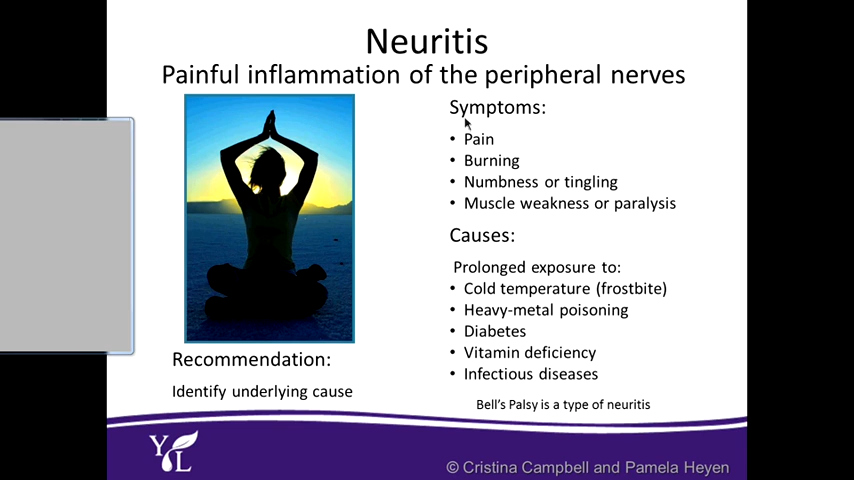 Neuritis
Painful inflammation of the peripheral nerves
Symptoms:
• Pain
• Burning
• Numbness or tingling
• Muscle weakness or paralysis
Causes:
Prolonged exposure to:
• Cold temperature (frostbite)
• Heavy-metal poisoning
• Diabetes
• Vitamin deficiency
• Infectious diseases
Bell's Palsy is a type of neuritis
Recommendation:
Identify underlying cause
YL
© Cristina Campbell and Pamela Heyen